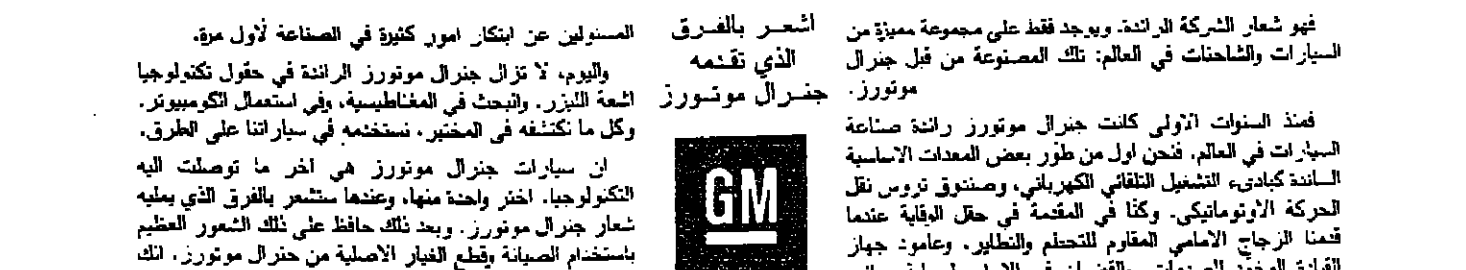 فهو شعار الشركة الرائدة. ويوجد فقط على مجموعة مميزة من
السيارات والشاحنات في العالم: تلك المصنوعة من قبل جنرال
موتورز.
فمنذ السنوات الاولى كانت جنرال موتورز رائدة صناعة
السيارات في العالم. فنحن اول من طوّر بعض المعدات الاساسية
السائدة كبادىء التشغيل التلقائي الكهربائي، وصندوق تروس نقل
الحركة الاوتوماتيكي. وكنّا في المقدمة في حقل الوقاية عندما
قدمنا الزجاج الامامي المقاوم للتحطم والتطاير. وعامود جهاز
اشعر بالفرق
الذي تقدمه
جنرال موتورز
GM
المسئولين عن ابتكار امور كثيرة في الصناعة لأول مرة.
واليوم، لا تزال جنرال موتورز الرائدة في حقول تكنولوجيا
اشعة الليزر. والبحث في المغناطيسية، وفي استعمال الكومبيوتر.
وكل ما نكتشفه في المختبر. نستخدمه في سياراتنا على الطرق.
ان سيارات جنرال موتورز هي اخر ما توصلت اليه
التكنولوجيا. اختر واحدة منها، وعندها ستشعر بالفرق الذي يمليه
شعار جنرال موتورز. وبعد ذلك حافظ على ذلك الشعور العظيم
باستخدام الصيانة وقطع الغيار الاصلية من جنرال موتورز. انك